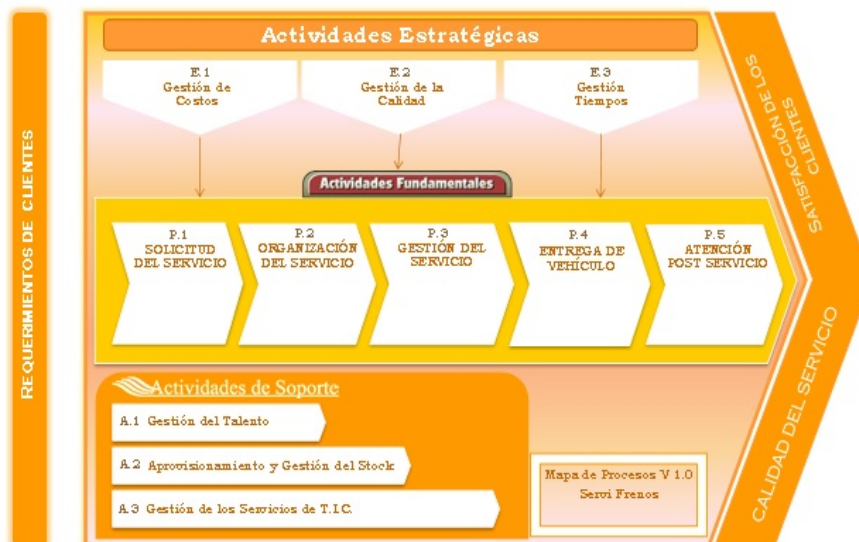 REQUERIMIENTOS DE CLIENTES
Actividades Estratégicas
E.1
Gestión de
Costos
E.2
Gestión de la
Calidad
E.3
Gestión
Tiempos
Actividades Fundamentales
P.1
SOLICITUD
DEL SERVICIO
P.2
ORGANIZACIÓN
DEL SERVICIO
P.3
GESTIÓN DEL
SERVICIO
P.4
ENTREGA DE
VEHÍCULO
P.5
ATENCIÓN
POST SERVICIO
Actividades de Soporte
A.1 Gestión del Talento
A.2 Aprovisionamiento y Gestión del Stock
A.3 Gestión de los Servicios de T.I.C.
Mapa de Procesos V 1.0
Servi Frenos
SATISFACCIÓN DE LOS
CLIENTES
CALIDAD DEL SERVICIO